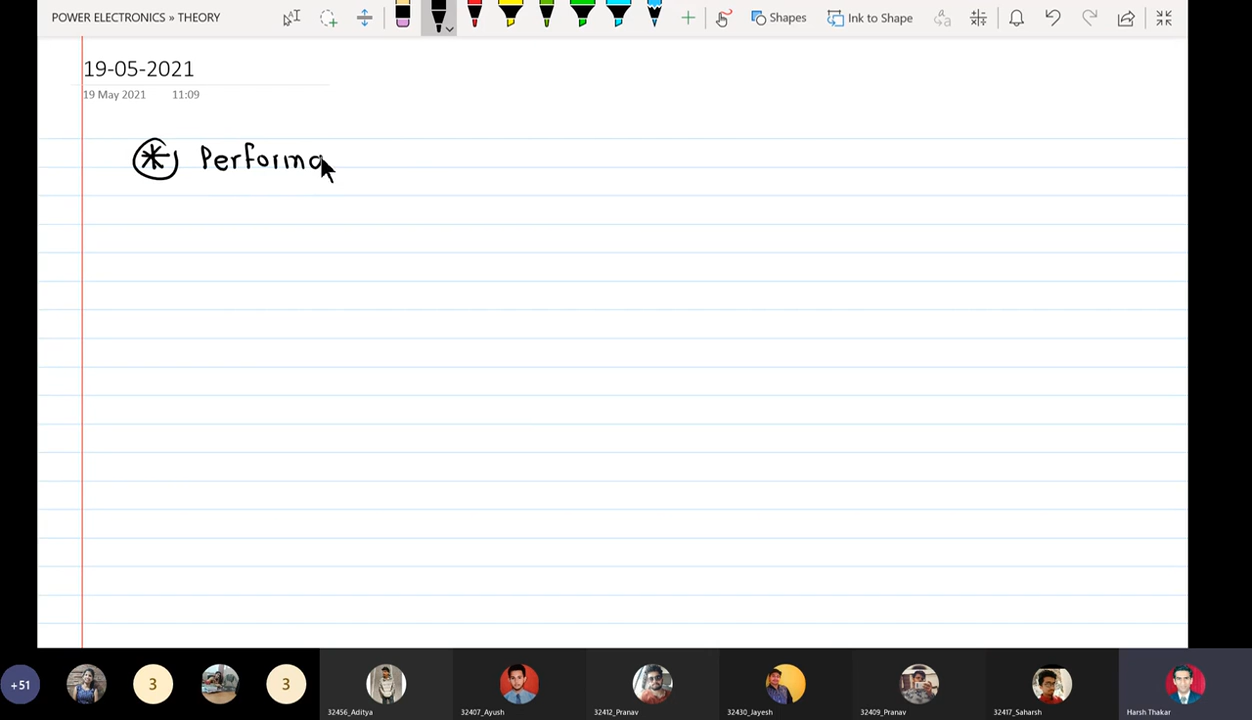 POWER ELECTRONICS » THEORY
Shapes
Ink to Shape
19-05-2021
19 May 2021 11:09
* Performa
+51
3
3
32456_Aditya
32407_Ayush
32412_Pranav
32430_Jayesh
32409_Pranav
32417_Saharsh
Harsh Thakar